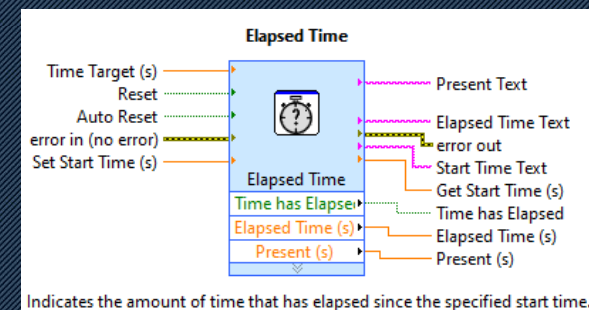 Elapsed Time
Time Target (s)
Reset
Auto Reset
error in (no error)
Set Start Time (s)
Elapsed Time
Time has Elapse
Elapsed Time (s)
Present (s)
Present Text
Elapsed Time Text
error out
Start Time Text
Get Start Time (s)
Time has Elapsed
Elapsed Time (s)
Present (s)
Indicates the amount of time that has elapsed since the specified start time.